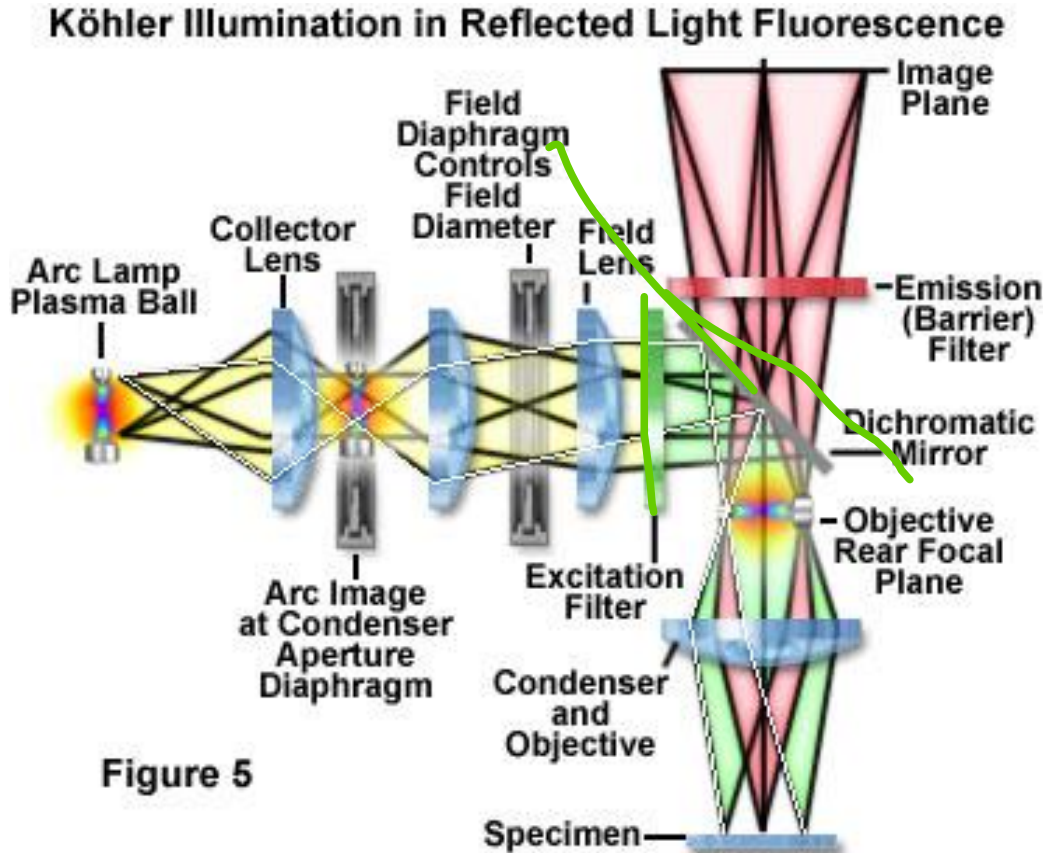 Köhler Illumination in Reflected Light Fluorescence
Image
Plane
Field
Diaphragm
Controls
Field
Diameter
Collector
Lens
Field
Lens
Arc Lamp
Plasma Ball
Emission
(Barrier)
Filter
Dichromatic
Mirror
Objective
Rear Focal
Plane
Excitation
Filter
Arc Image
at Condenser
Aperture
Diaphragm
Condenser
and
Objective
Figure 5
Specimen